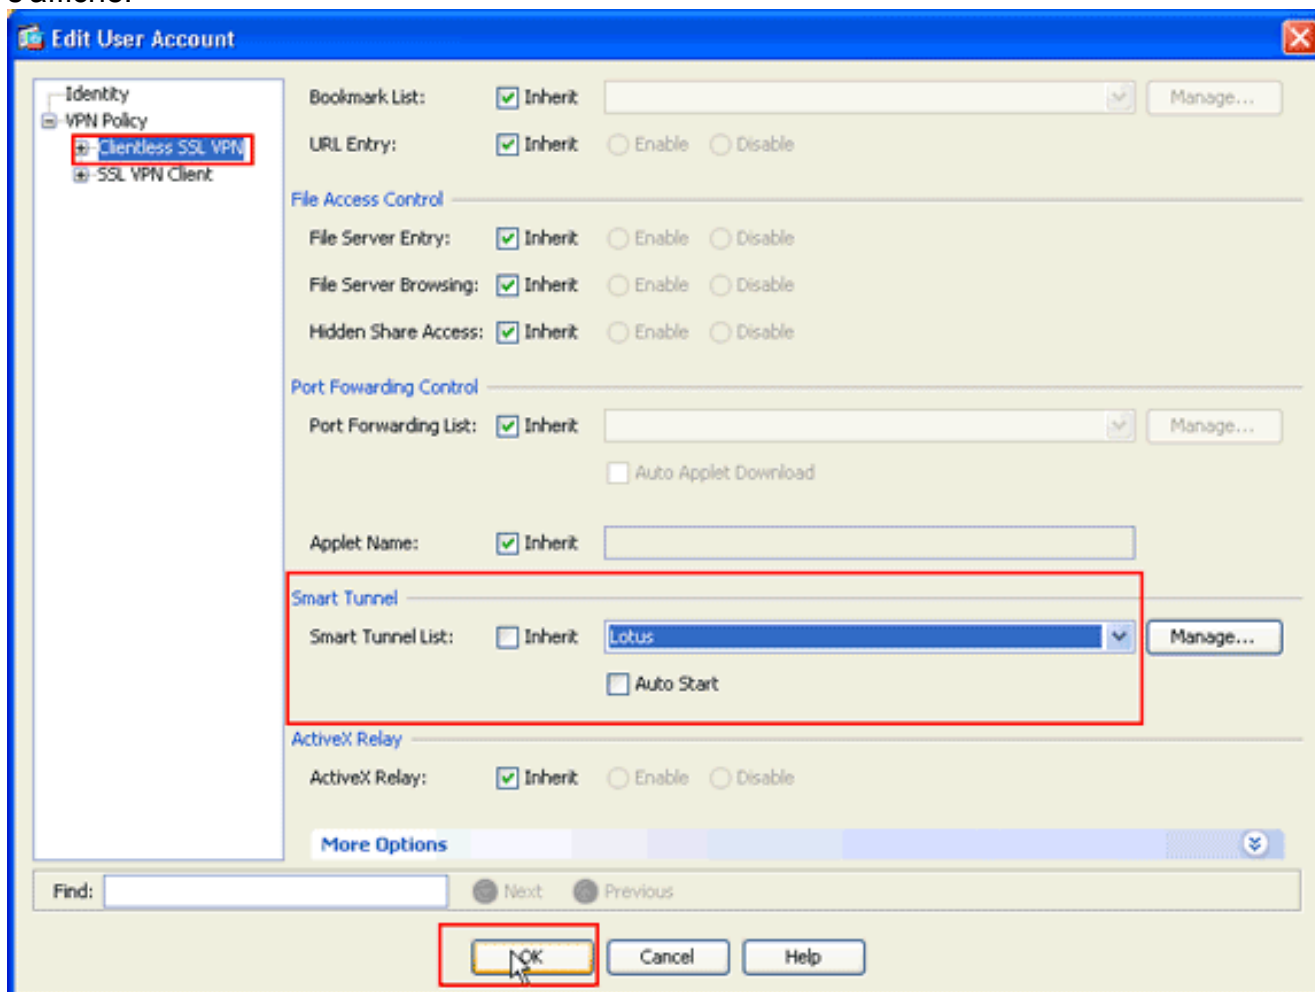 s'affiche.
Edit User Account
Identity
VPN Policy
Clientless SSL VPN
SSL VPN Client
Bookmark List: Inherit Manage...
URL Entry: Inherit Enable Disable
File Access Control
File Server Entry: Inherit Enable Disable
File Server Browsing: Inherit Enable Disable
Hidden Share Access: Inherit Enable Disable
Port Fowarding Control
Port Forwarding List: Inherit Manage...
Auto Applet Download
Applet Name: Inherit
Smart Tunnel
Smart Tunnel List: Inherit Lotus Manage...
Auto Start
ActiveX Relay
ActiveX Relay: Inherit Enable Disable
More Options
Find: Next Previous
OK Cancel Help